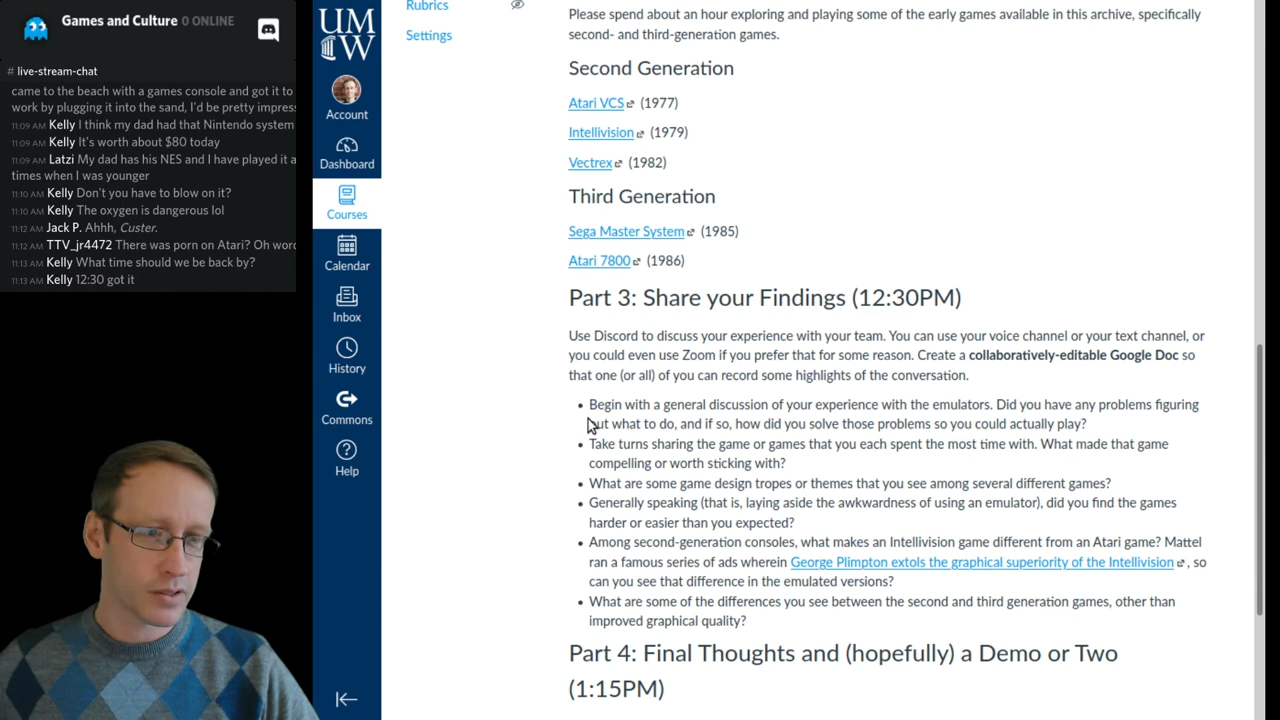 Games and Culture 0 ONLINE
# live-stream-chat
came to the beach with a games console and got it to
work by plugging it into the sand, I'd be pretty impres
11:09 AM Kelly I think my dad had that Nintendo system
11:09 AM Kelly It's worth about $80 today
11:09 AM Latzi My dad has his NES and I have played it a
times when I was younger
11:10 AM Kelly Don't you have to blow on it?
11:10 AM Kelly The oxygen is dangerous lol
11:12 AM Jack P. Ahhh, Custer.
11:12 AM TTV_jr4472 There was porn on Atari? Oh wor
11:13 AM Kelly What time should we be back by?
11:13 AM Kelly 12:30 got it
UMW
Account
Dashboard
Courses
Calendar
Inbox
History
Commons
Help
Rubrics
Settings
Please spend about an hour exploring and playing some of the early games available in this archive, specifically
second- and third-generation games.
Second Generation
Atari VCS (1977)
Intellivision (1979)
Vectrex (1982)
Third Generation
Sega Master System (1985)
Atari 7800 (1986)
Part 3: Share your Findings (12:30PM)
Use Discord to discuss your experience with your team. You can use your voice channel or your text channel, or
you could even use Zoom if you prefer that for some reason. Create a collaboratively-editable Google Doc so
that one (or all) of you can record some highlights of the conversation.
• Begin with a general discussion of your experience with the emulators. Did you have any problems figuring
out what to do, and if so, how did you solve those problems so you could actually play?
• Take turns sharing the game or games that you each spent the most time with. What made that game
compelling or worth sticking with?
• What are some game design tropes or themes that you see among several different games?
• Generally speaking (that is, laying aside the awkwardness of using an emulator), did you find the games
harder or easier than you expected?
• Among second-generation consoles, what makes an Intellivision game different from an Atari game? Mattel
ran a famous series of ads wherein George Plimpton extols the graphical superiority of the Intellivision , so
can you see that difference in the emulated versions?
• What are some of the differences you see between the second and third generation games, other than
improved graphical quality?
Part 4: Final Thoughts and (hopefully) a Demo or Two
(1:15PM)